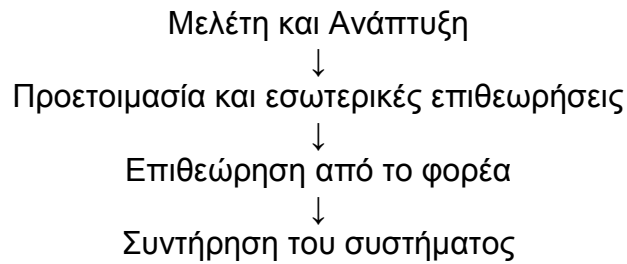 Μελέτη και Ανάπτυξη
↓
Προετοιμασία και εσωτερικές επιθεωρήσεις
↓
Επιθεώρηση από το φορέα
↓
Συντήρηση του συστήματος